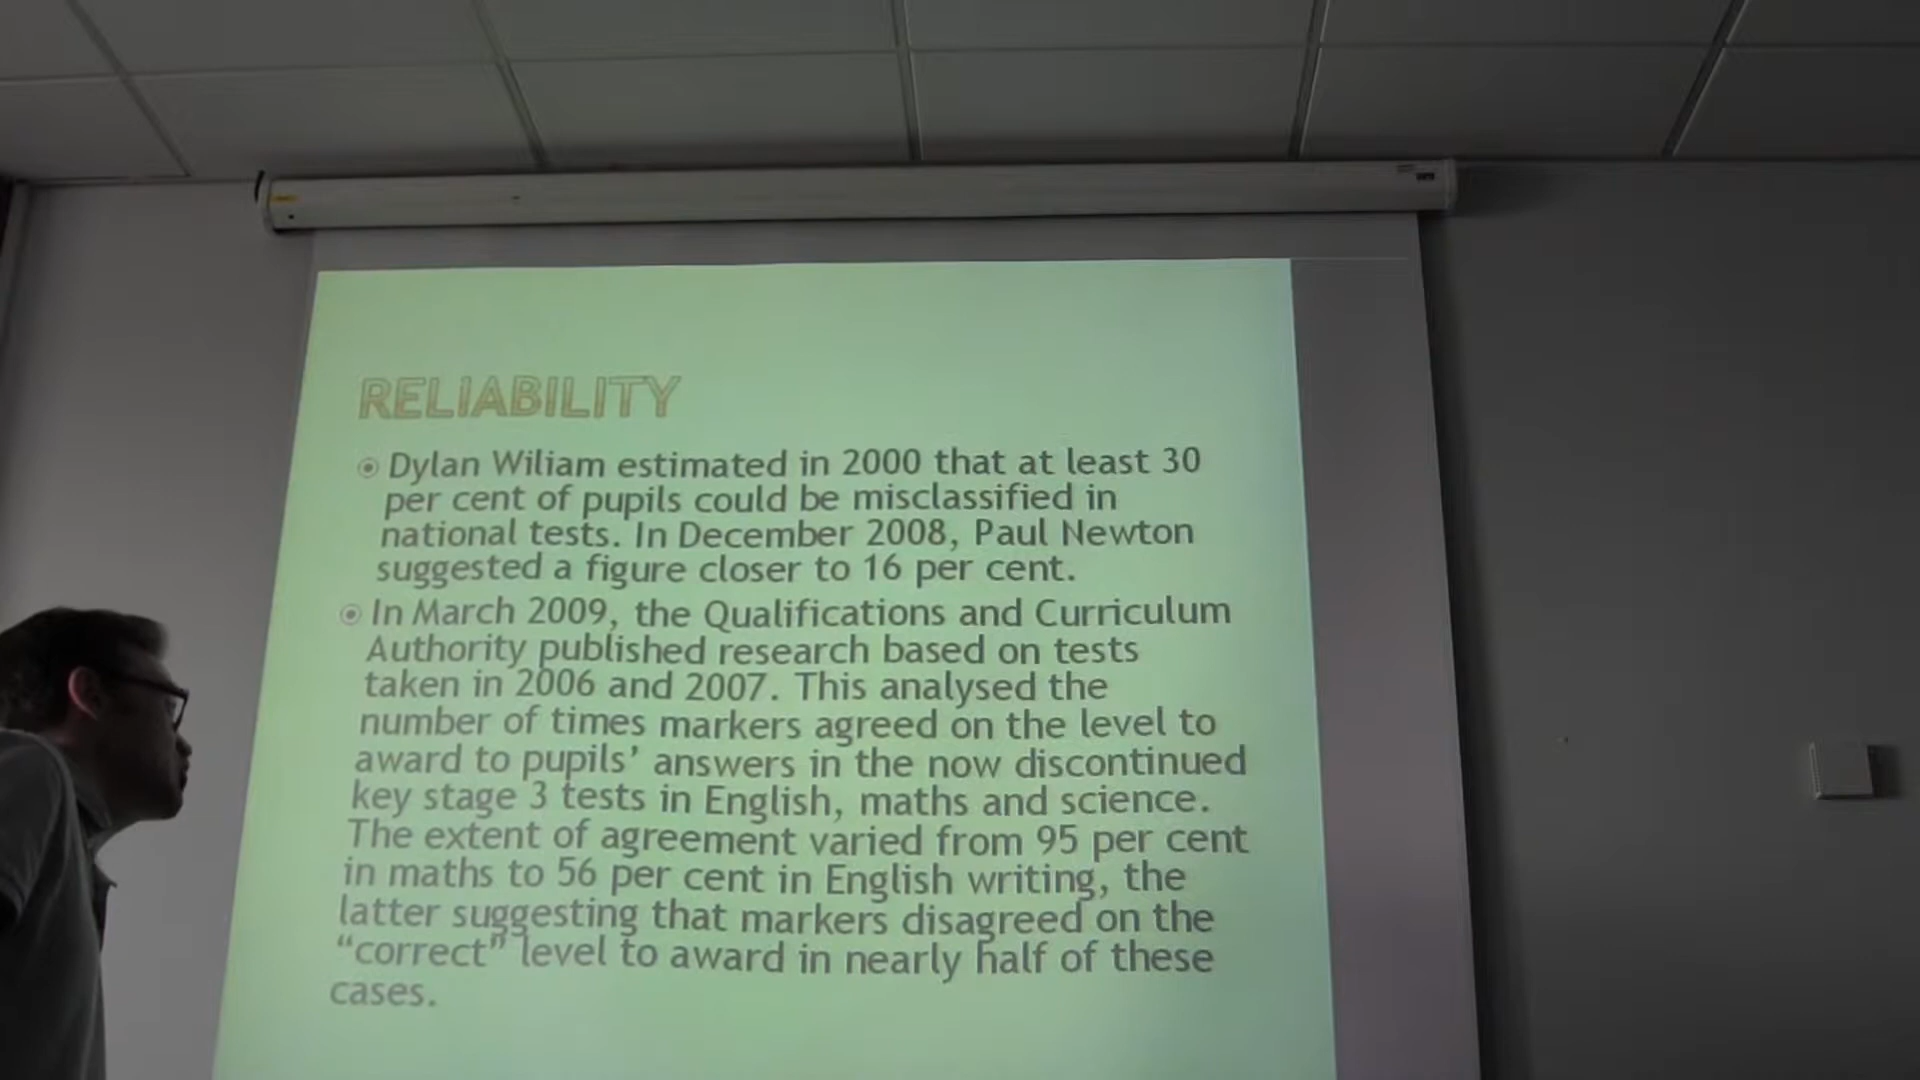 RELIABILITY
Dylan Wiliam estimated in 2000 that at least 30
per cent of pupils could be misclassified in
national tests. In December 2008, Paul Newton
suggested a figure closer to 16 per cent.
In March 2009, the Qualifications and Curriculum
Authority published research based on tests
taken in 2006 and 2007. This analysed the
number of times markers agreed on the level to
award to pupils’ answers in the now discontinued
key stage 3 tests in English, maths and science.
The extent of agreement varied from 95 per cent
in maths to 56 per cent in English writing, the
latter suggesting that markers disagreed on the
“correct” level to award in nearly half of these
cases.